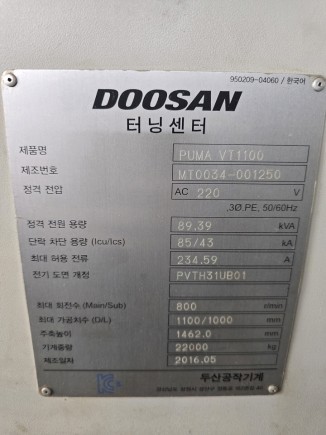 950209-04060 / 한국어
DOOSAN
터닝센터
제품명 PUMA VT1100
제조번호 MT0034-001250
정격 전압 AC 220 V
,3Ø,PE, 50/60Hz
정격 전원 용량 89.39 kVA
단락 차단 용량 (Icu/Ics) 85/43 kA
최대 허용 전류 234.59 A
전기 도면 개정 PVTH31UB01
최대 회전수 (Main/Sub) 800 r/min
최대 가공치수 (D/L) 1100/1000 mm
주축높이 1462.0 mm
기계중량 22000 kg
제조일자 2016.05
두산공작기계